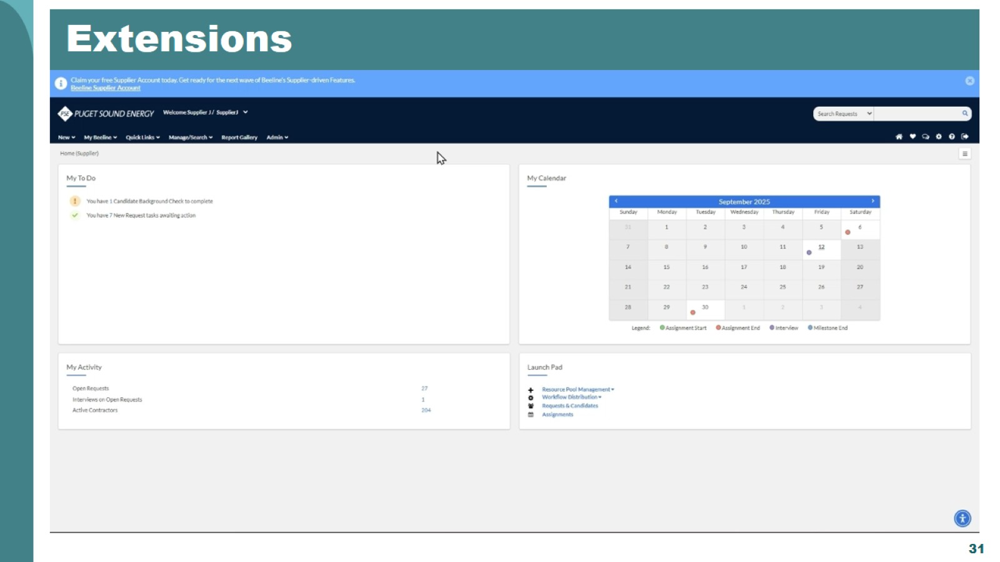 Extensions
Claim your free Supplier Account today. Get ready for the next wave of Beeline's Supplier-driven Features.
Beeline Supplier Account
PSE PUGET SOUND ENERGY
Welcome Supplier J / SupplierJ
Search Requests
New
My Beeline
Quick Links
Manage/Search
Report Gallery
Admin
Home (Supplier)
My To Do
You have 1 Candidate Background Check to complete
You have 7 New Request tasks awaiting action
My Calendar
September 2025
Sunday Monday Tuesday Wednesday Thursday Friday Saturday
31 1 2 3 4 5 6
7 8 9 10 11 12 13
14 15 16 17 18 19 20
21 22 23 24 25 26 27
28 29 30 1 2 3 4
Legend: Assignment Start Assignment End Interview Milestone End
My Activity
Open Requests 27
Interviews on Open Requests 1
Active Contractors 204
Launch Pad
Resource Pool Management
Workflow Distribution
Requests & Candidates
Assignments
31